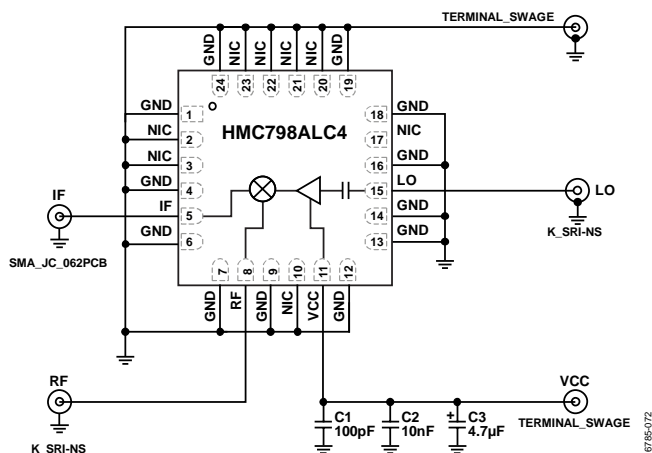 TERMINAL_SWAGE
GND
NIC
NIC
NIC
NIC
GND
24
23
22
21
20
19
HMC798ALC4
GND
1
NIC
2
NIC
3
GND
4
IF
5
GND
6
18
GND
17
NIC
16
GND
15
LO
14
GND
13
GND
IF
SMA_JC_062PCB
LO
K_SRI-NS
7
8
9
10
11
12
GND
RF
GND
NIC
VCC
GND
RF
K_SRI-NS
C1
100pF
C2
10nF
+
C3
4.7µF
VCC
TERMINAL_SWAGE
6785-072